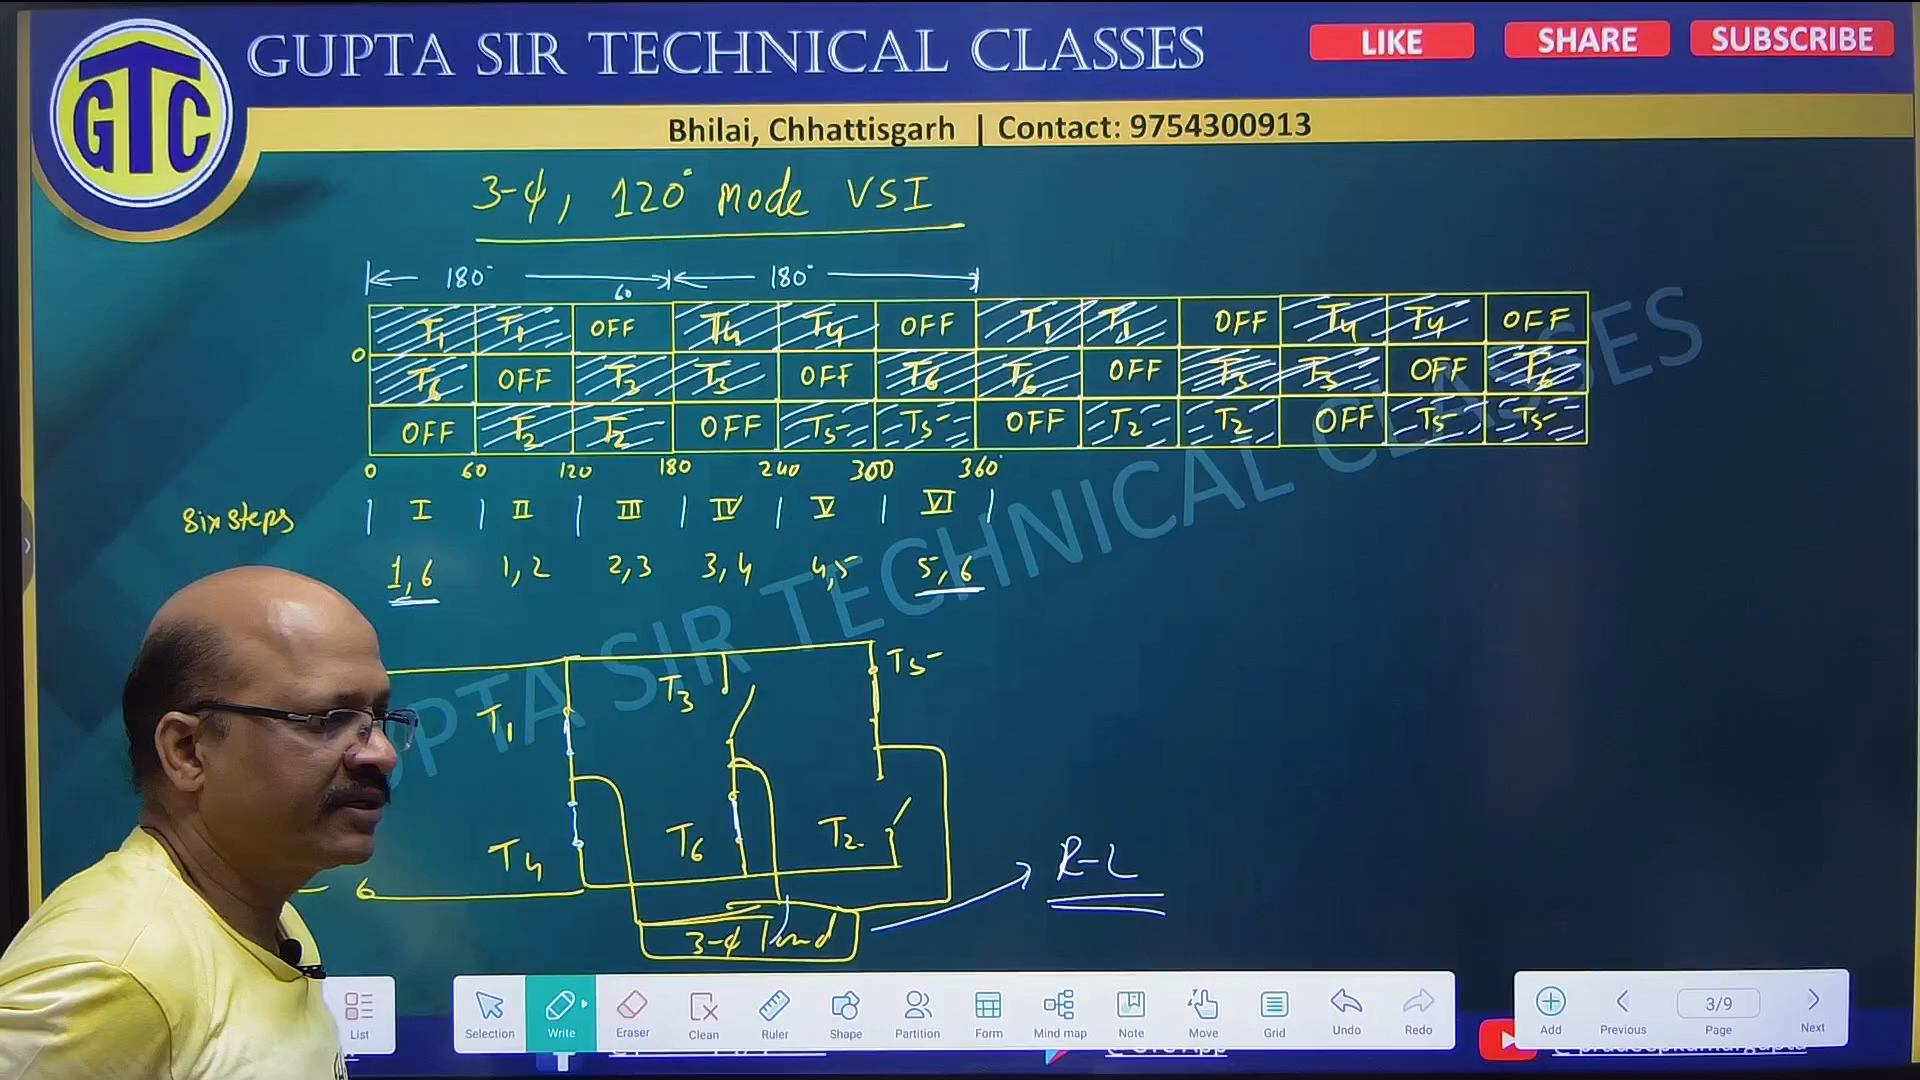 GTC
GUPTA SIR TECHNICAL CLASSES
LIKE
SHARE
SUBSCRIBE
Bhilai, Chhattisgarh | Contact: 9754300913
3-φ, 120° mode VSI
180° 180°
60
T1 T1 OFF T4 T4 OFF T1 T1 OFF T4 T4 OFF
0
T6 OFF T3 T3 OFF T6 T6 OFF T3 T3 OFF T6
OFF T2 T2 OFF T5 T5 OFF T2 T2 OFF T5 T5
0 60 120 180 240 300 360°
six steps I II III IV V VI
1,6 1,2 2,3 3,4 4,5 5,6
T1 T3 T5
T4 T6 T2
R-L
3-φ load
GUPTA SIR TECHNICAL CLASSES
List
Selection
Write
Eraser
Clean
Ruler
Shape
Partition
Form
Mind map
Note
Move
Grid
Undo
Redo
Add
Previous
3/9
Page
Next